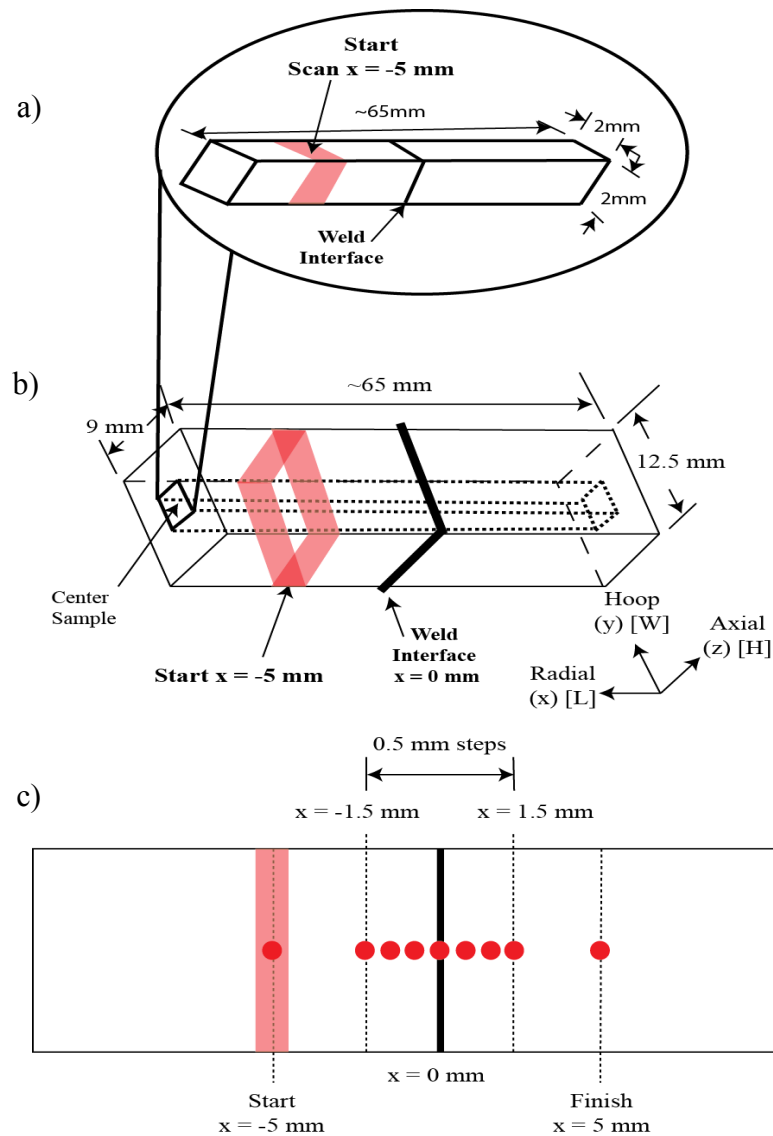 a)
Start
Scan x = -5 mm
~65mm
2mm
2mm
Weld
Interface
b)
~65 mm
9 mm
12.5 mm
Center
Sample
Start x = -5 mm
Weld
Interface
x = 0 mm
Hoop
(y) [W]
Axial
(z) [H]
Radial
(x) [L]
c)
0.5 mm steps
x = -1.5 mm
x = 1.5 mm
x = 0 mm
Start
x = -5 mm
Finish
x = 5 mm